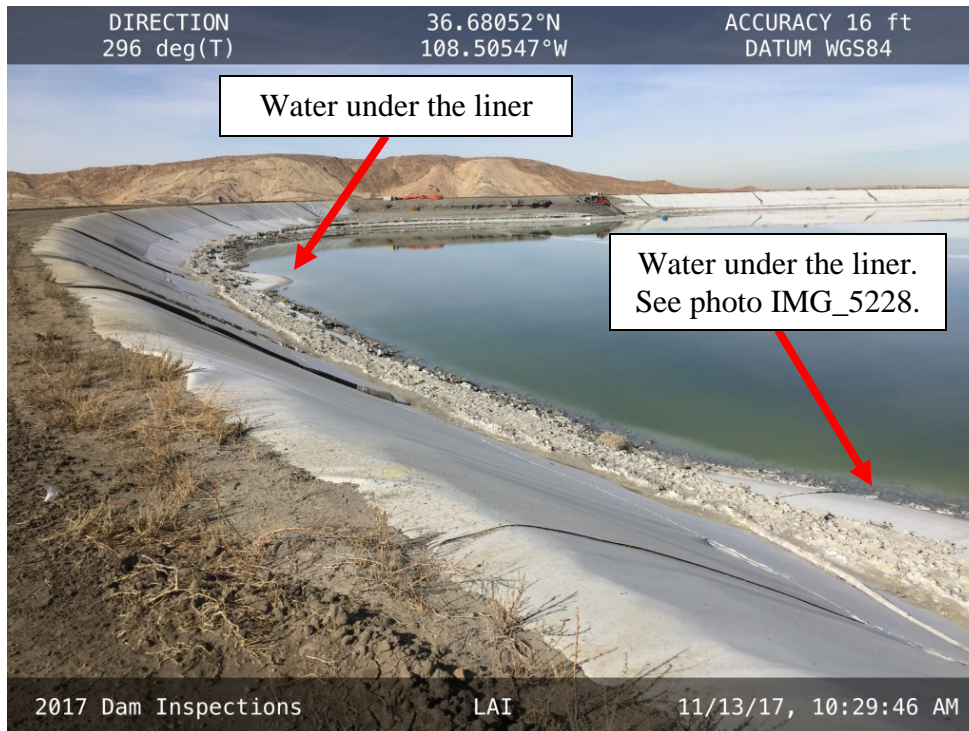 DIRECTION
296 deg(T)
36.68052°N
108.50547°W
ACCURACY 16 ft
DATUM WGS84
Water under the liner
Water under the liner.
See photo IMG_5228.
2017 Dam Inspections
LAI
11/13/17, 10:29:46 AM